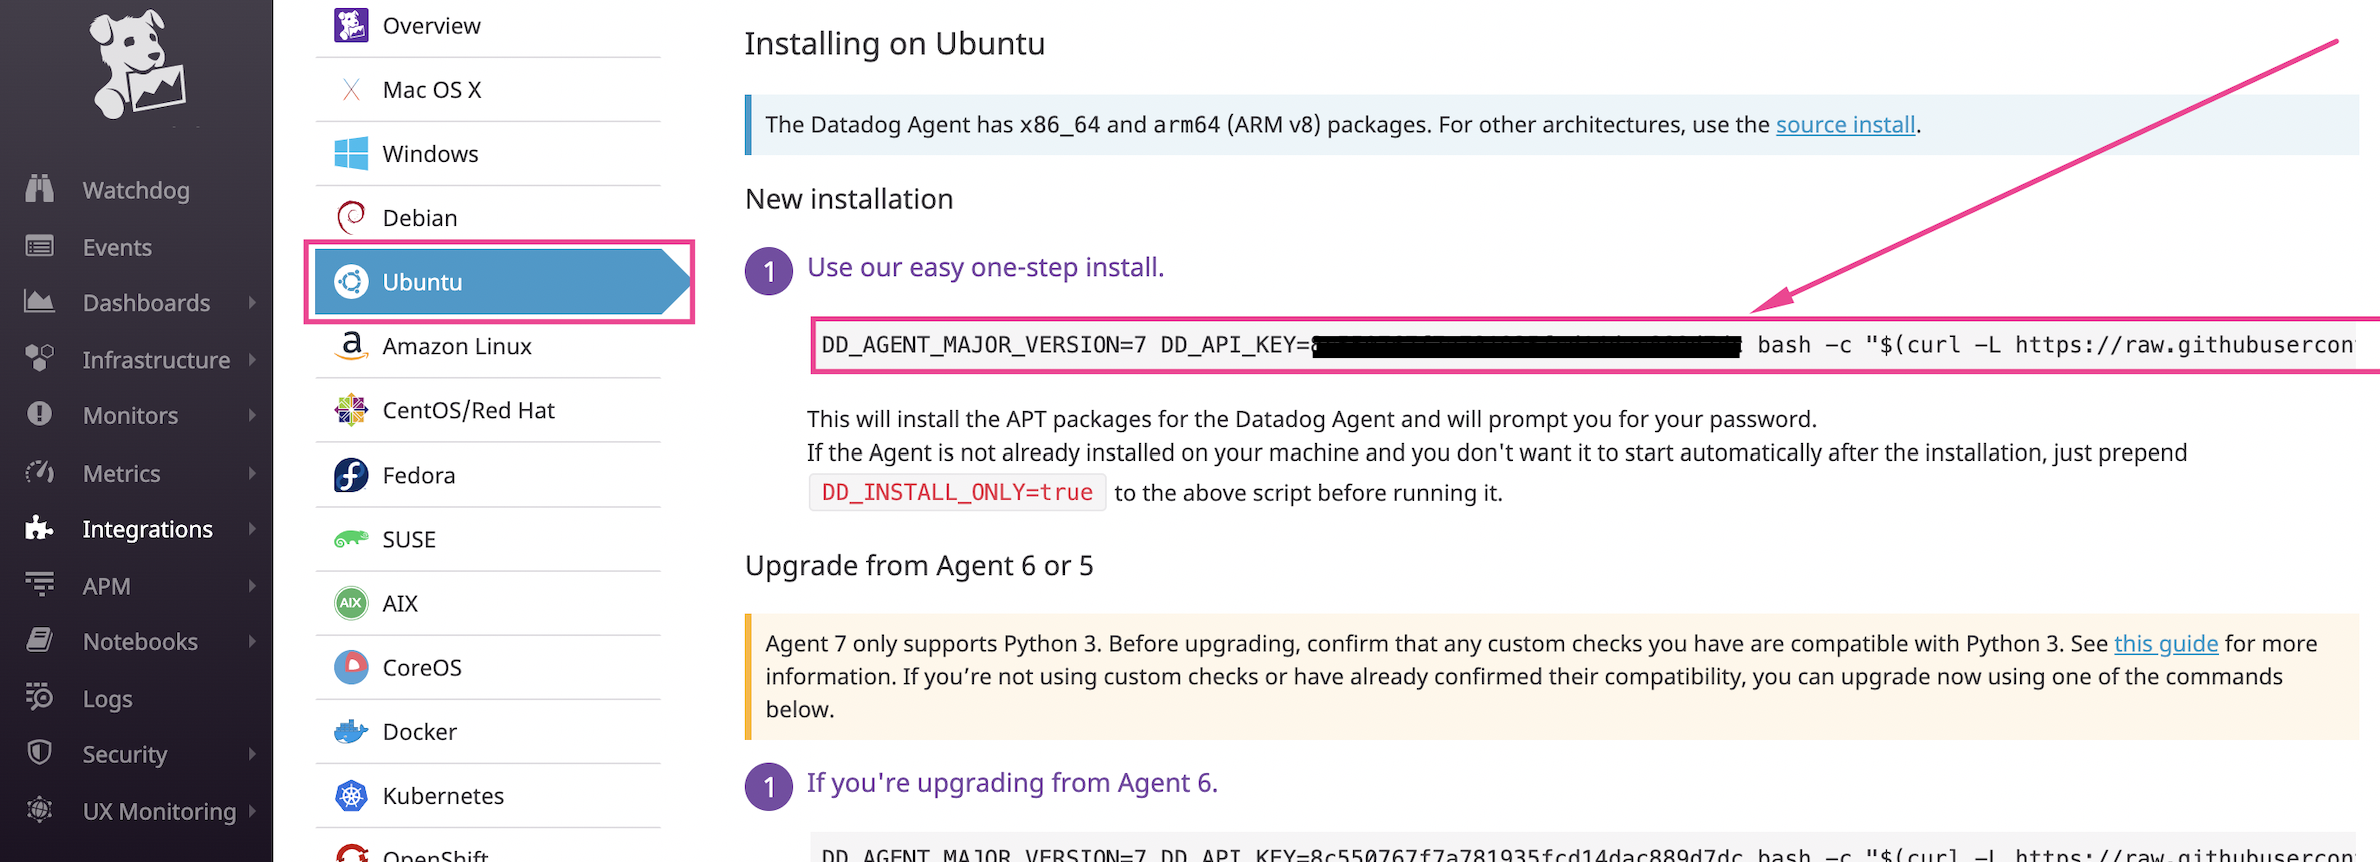 Watchdog
Events
Dashboards
Infrastructure
Monitors
Metrics
Integrations
APM
Notebooks
Logs
Security
UX Monitoring
Overview
Mac OS X
Windows
Debian
Ubuntu
Amazon Linux
CentOS/Red Hat
Fedora
SUSE
AIX
AIX
CoreOS
Docker
Kubernetes
OpenShift
Installing on Ubuntu
The Datadog Agent has x86_64 and arm64 (ARM v8) packages. For other architectures, use the source install.
New installation
1 Use our easy one-step install.
DD_AGENT_MAJOR_VERSION=7 DD_API_KEY= bash -c "$(curl -L https://raw.githubusercon
This will install the APT packages for the Datadog Agent and will prompt you for your password.
If the Agent is not already installed on your machine and you don't want it to start automatically after the installation, just prepend
DD_INSTALL_ONLY=true to the above script before running it.
Upgrade from Agent 6 or 5
Agent 7 only supports Python 3. Before upgrading, confirm that any custom checks you have are compatible with Python 3. See this guide for more
information. If you’re not using custom checks or have already confirmed their compatibility, you can upgrade now using one of the commands
below.
1 If you're upgrading from Agent 6.
DD_AGENT_MAJOR_VERSION=7 DD_API_KEY= bash -c "$(curl -L https://raw.githubusercon